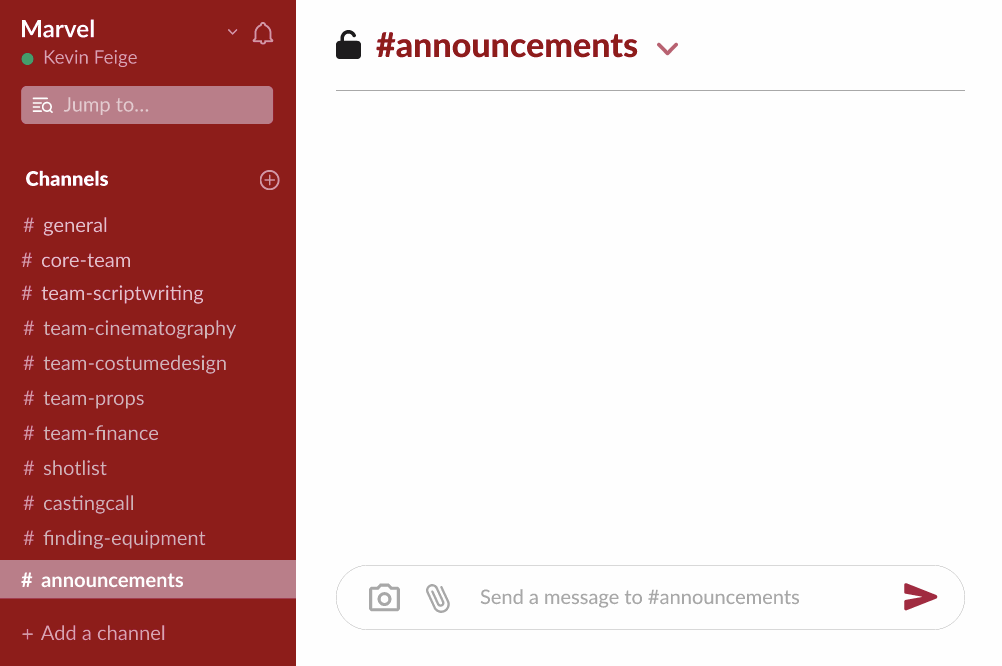 Marvel
Kevin Feige
Jump to...
Channels
# general
# core-team
# team-scriptwriting
# team-cinematography
# team-costumedesign
# team-props
# team-finance
# shotlist
# castingcall
# finding-equipment
# announcements
+ Add a channel
#announcements
Send a message to #announcements